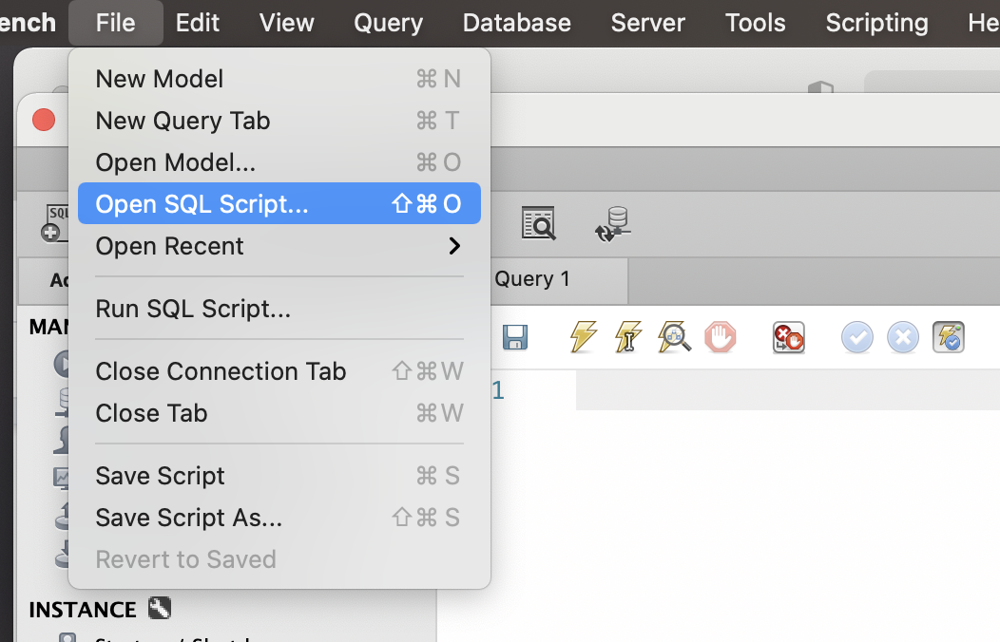 ench File Edit View Query Database Server Tools Scripting He
New Model ⌘ N
New Query Tab ⌘ T
Open Model... ⌘ O
Open SQL Script... ⇧⌘ O
Open Recent
Run SQL Script...
Close Connection Tab ⇧⌘W
Close Tab ⌘W
Save Script ⌘ S
Save Script As... ⇧⌘ S
Revert to Saved
SQL
Query 1
MAN
1
INSTANCE